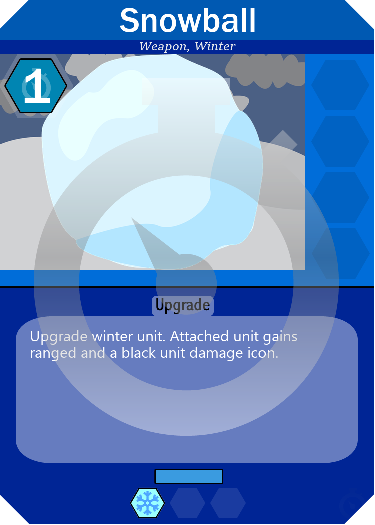 Snowball
Weapon, Winter
1
Upgrade
Upgrade winter unit. Attached unit gains
ranged and a black unit damage icon.